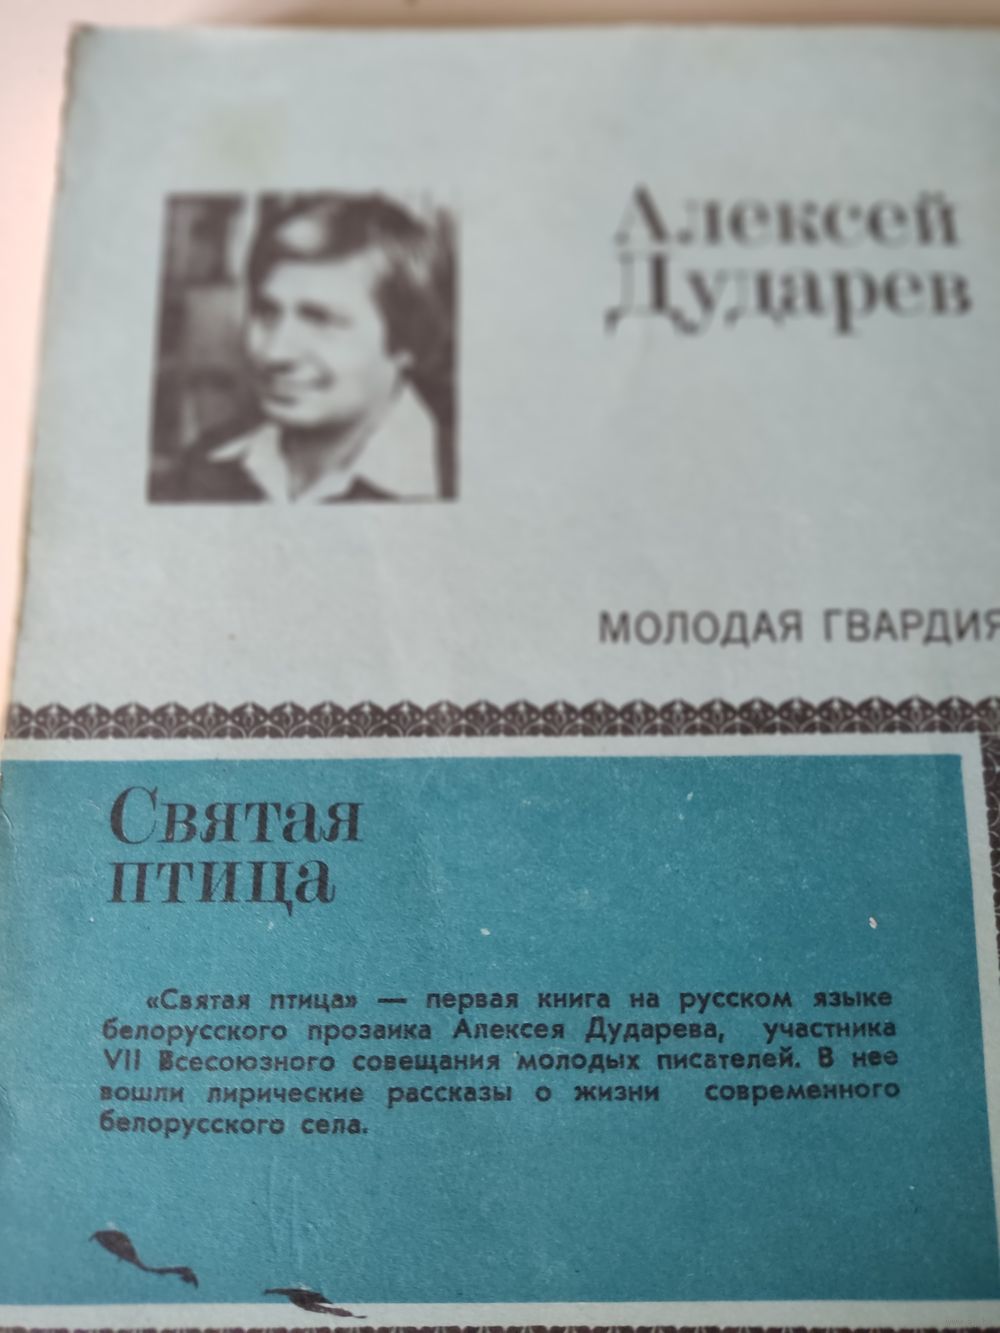 Алексей
Дударев
МОЛОДАЯ ГВАРДИЯ
Святая
птица
«Святая птица» — первая книга на русском языке
белорусского прозаика Алексея Дударева, участника
VII Всесоюзного совещания молодых писателей. В нее
вошли лирические рассказы о жизни современного
белорусского села.